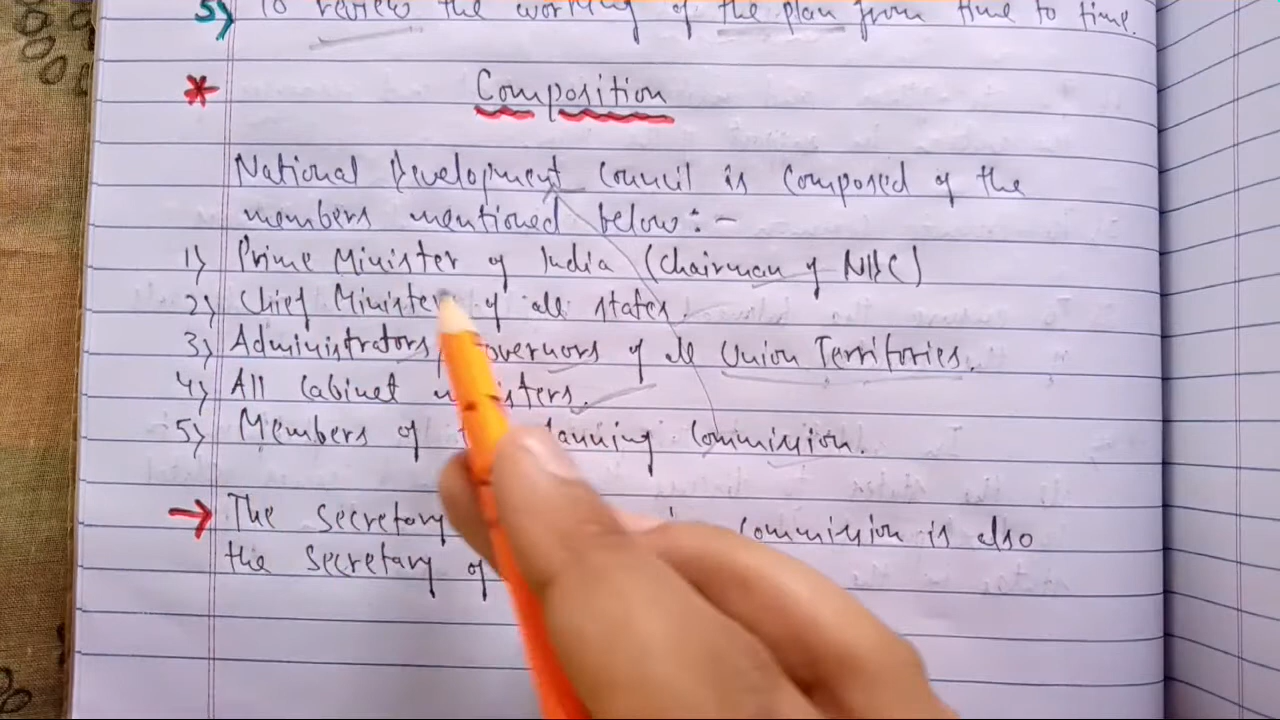 5) To review the working of the plan from time to time.
* Composition
National Development Council is composed of the
members mentioned below:-
1) Prime Minister of India (Chairman of NDC)
2) Chief Minister of all states.
3) Administrators, Governors of all Union Territories.
4) All Cabinet ministers.
5) Members of Planning Commission.
→ The secretary commission is also
the secretary of